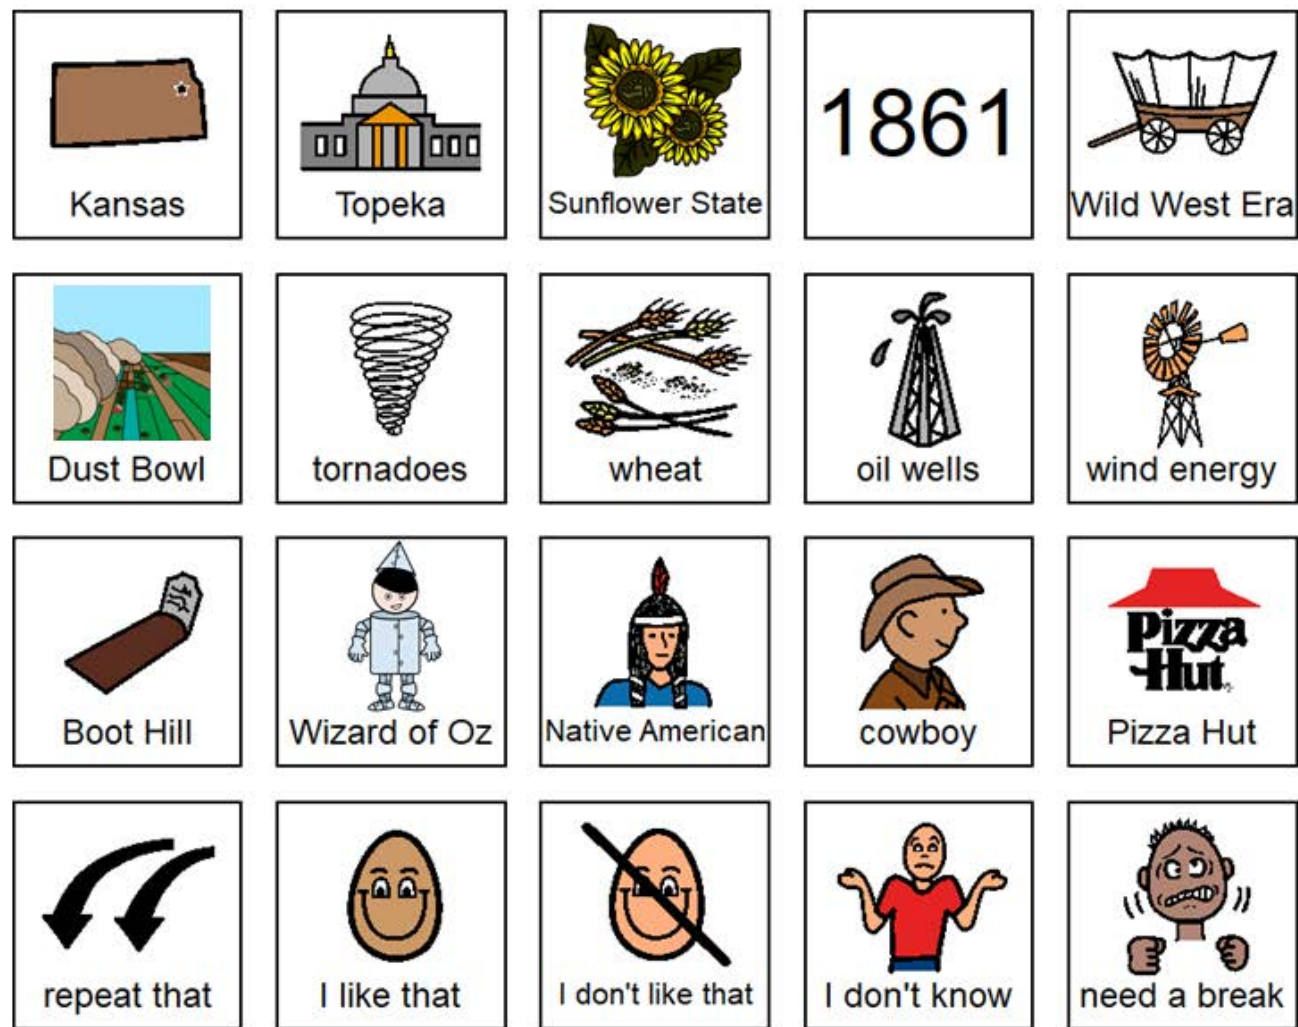 Kansas
Topeka
Sunflower State
1861
Wild West Era
Dust Bowl
tornadoes
wheat
oil wells
wind energy
Boot Hill
Wizard of Oz
Native American
cowboy
Pizza
Hut
Pizza Hut
repeat that
I like that
I don't like that
I don't know
need a break